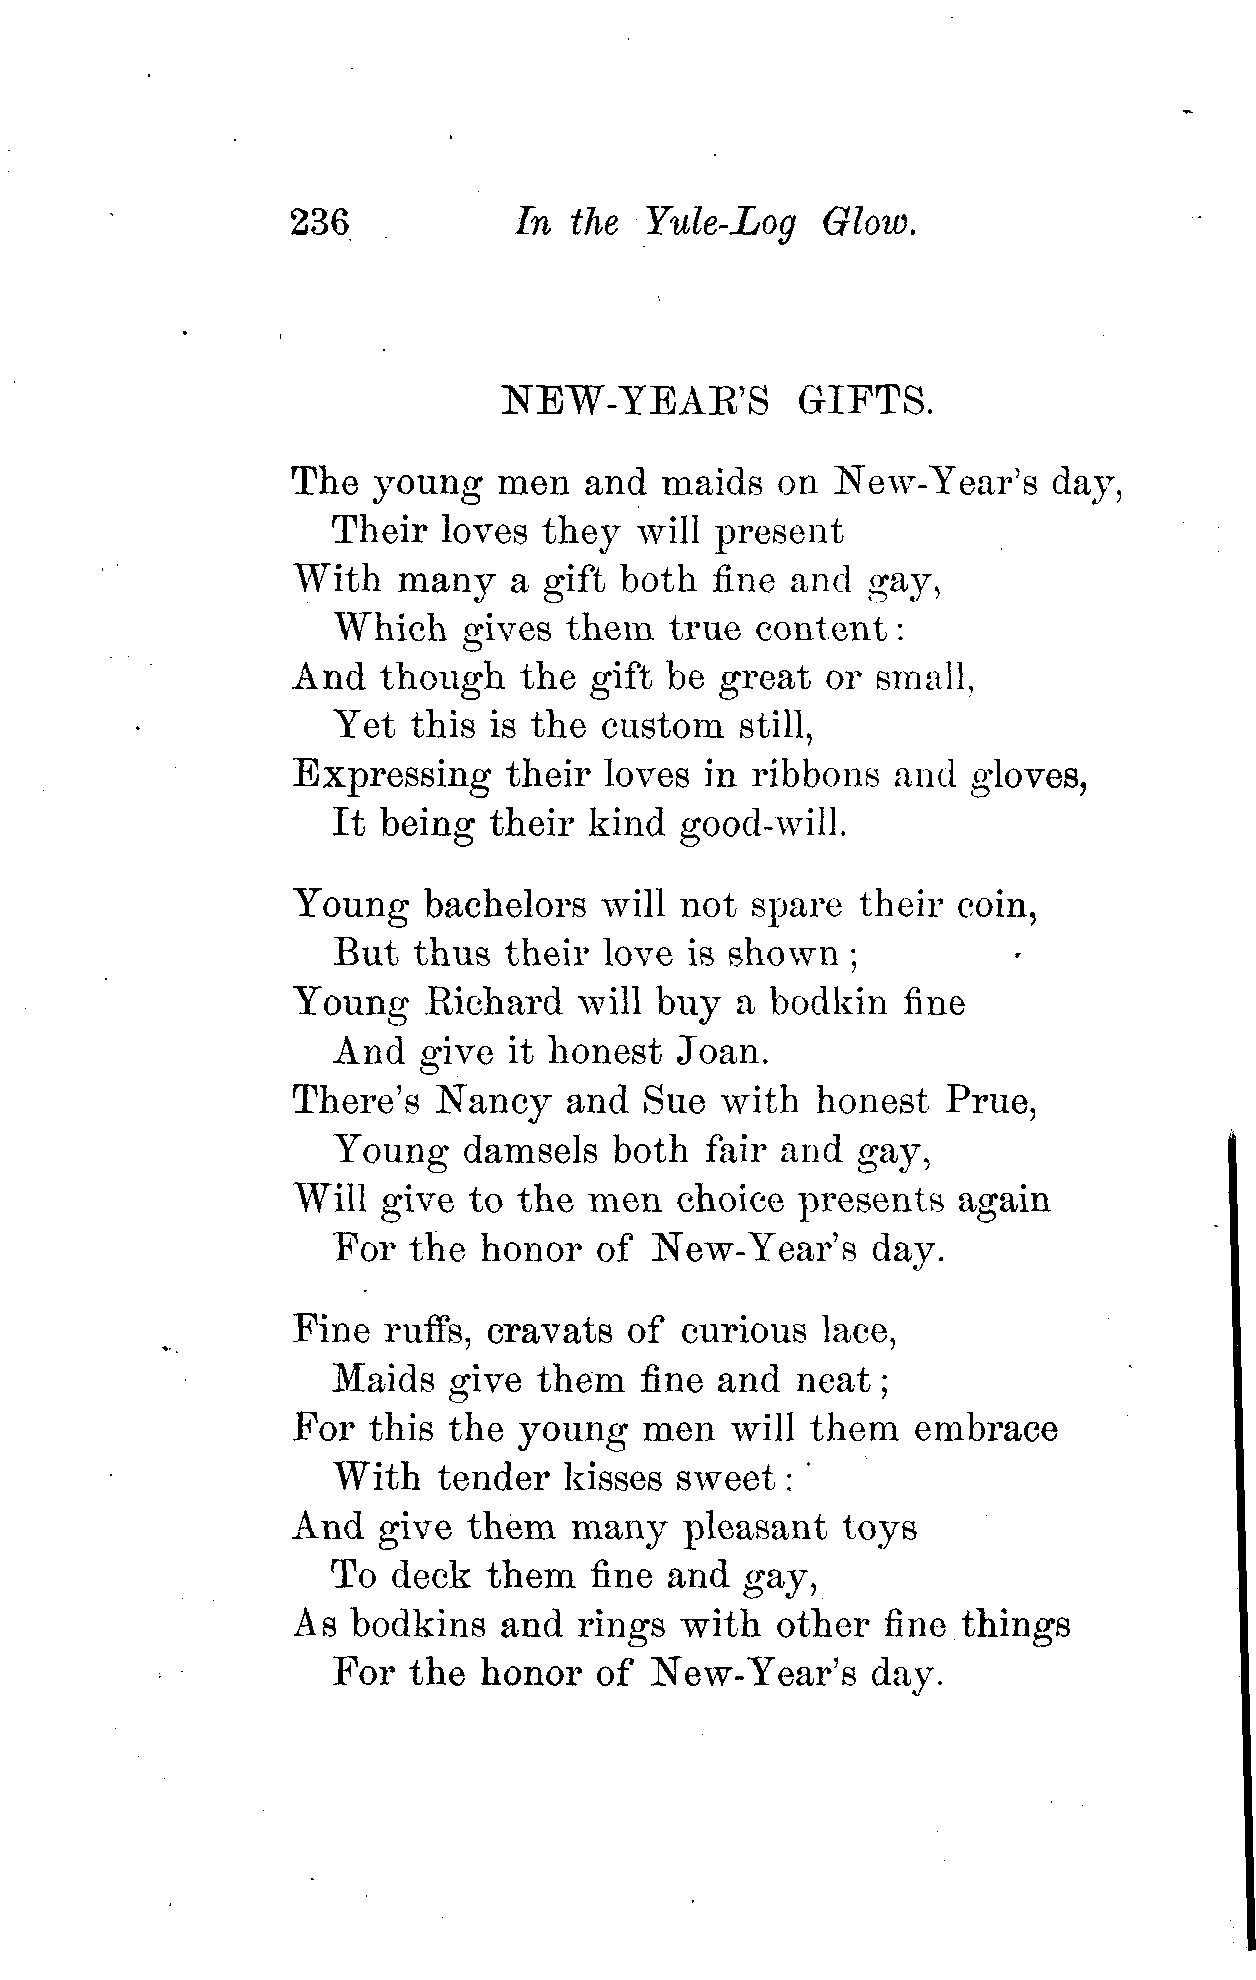 236 In the Yule-Log Glow.
NEW-YEAR'S GIFTS.
The young men and maids on New-Year's day,
Their loves they will present
With many a gift both fine and gay,
Which gives them true content :
And though the gift be great or small,
Yet this is the custom still,
Expressing their loves in ribbons and gloves,
It being their kind good-will.
Young bachelors will not spare their coin,
But thus their love is shown ;
Young Richard will buy a bodkin fine
And give it honest Joan.
There's Nancy and Sue with honest Prue,
Young damsels both fair and gay,
Will give to the men choice presents again
For the honor of New-Year's day.
Fine ruffs, cravats of curious lace,
Maids give them fine and neat ;
For this the young men will them embrace
With tender kisses sweet :
And give them many pleasant toys
To deck them fine and gay,
As bodkins and rings with other fine things
For the honor of New-Year's day.